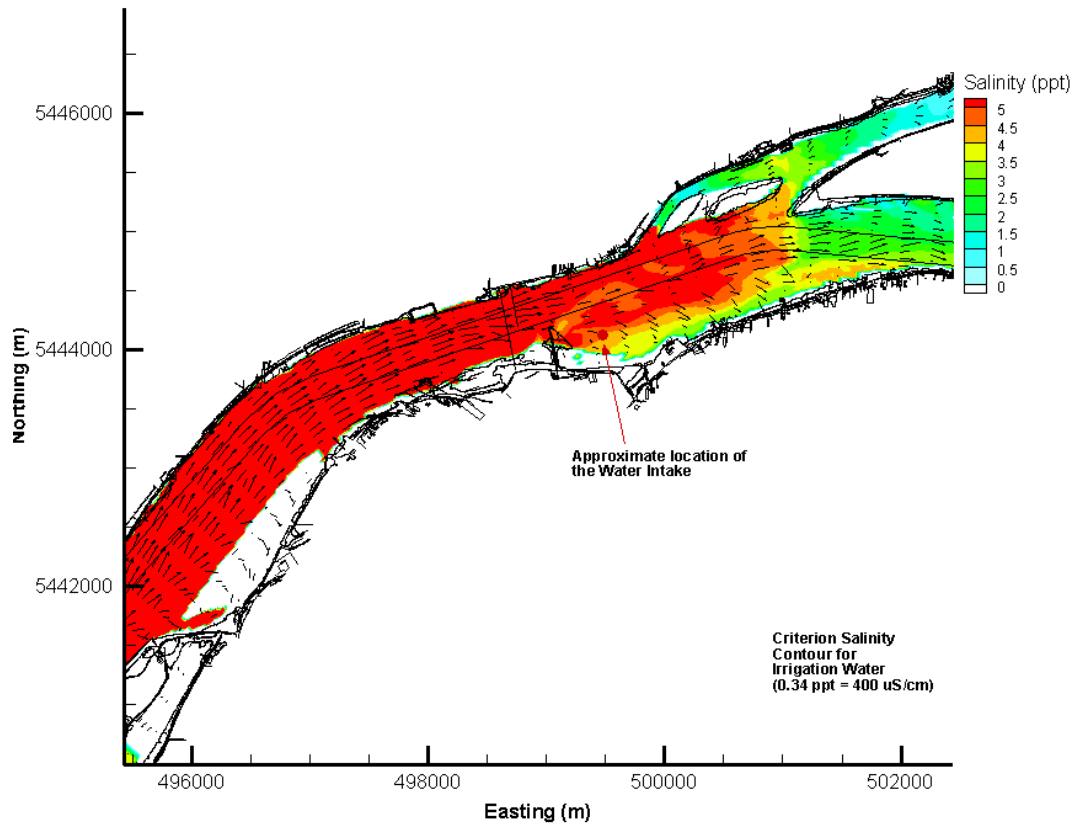 Salinity (ppt)
5
4.5
4
3.5
3
2.5
2
1.5
1
0.5
0
5446000
5444000
5442000
Northing (m)
Approximate location of
the Water Intake
Criterion Salinity
Contour for
Irrigation Water
(0.34 ppt = 400 uS/cm)
496000
498000
500000
502000
Easting (m)